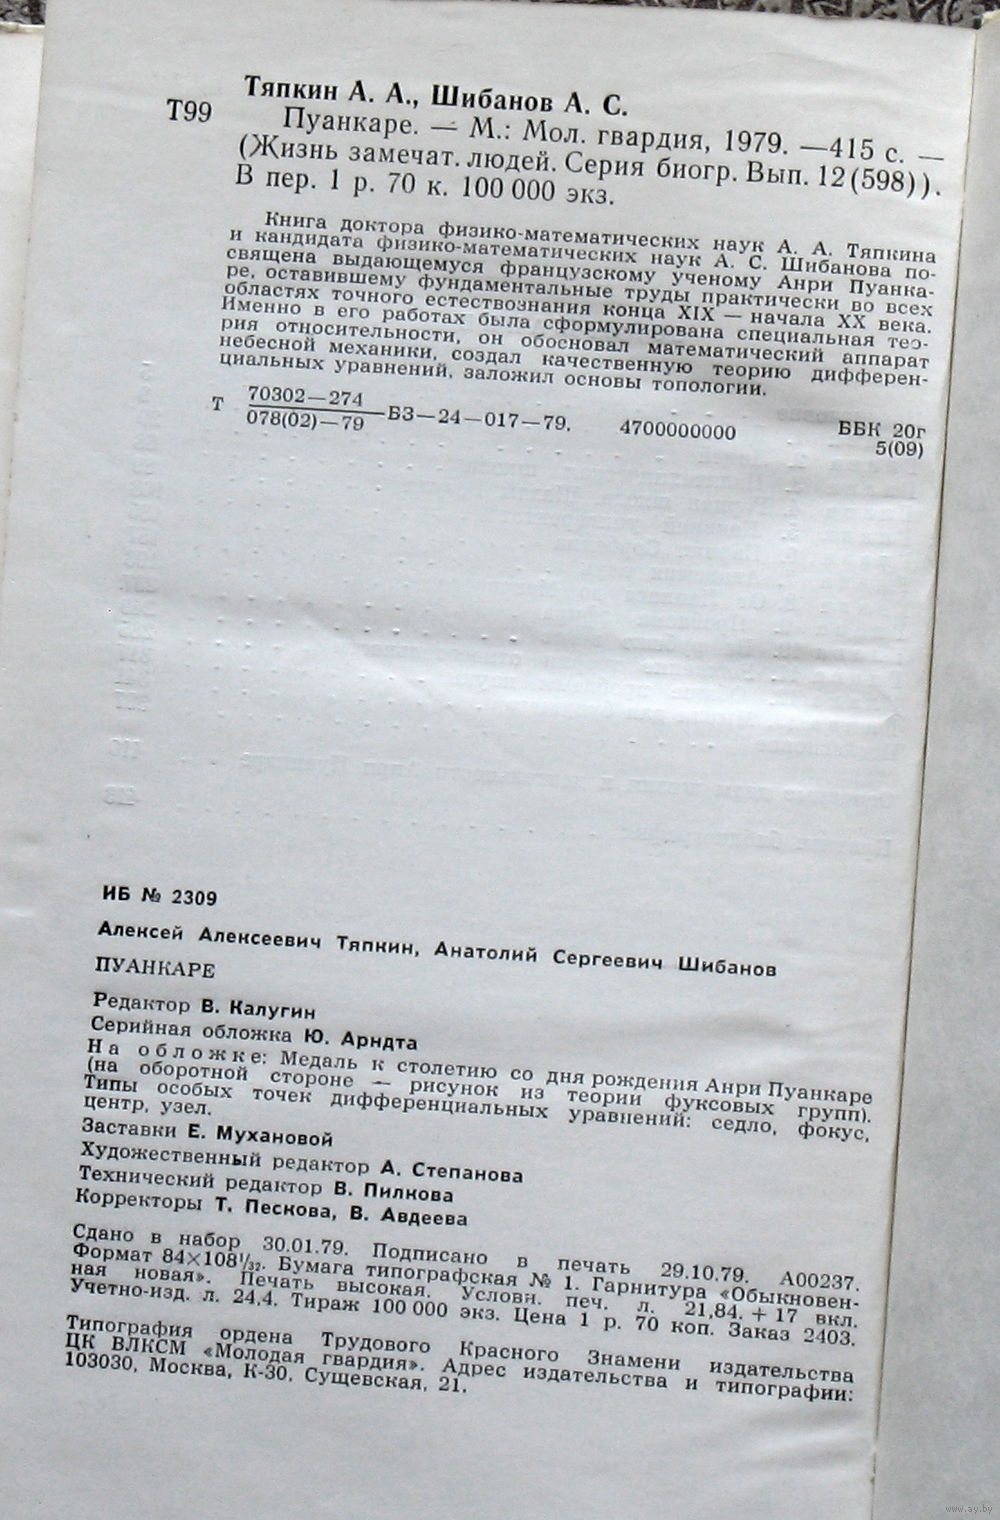 Тяпкин А. А., Шибанов А. С.
Т99 Пуанкаре. — М.: Мол. гвардия, 1979. —415 с. —
(Жизнь замечат. людей. Серия биогр. Вып. 12(598)).
В пер. 1 р. 70 к. 100 000 экз.
Книга доктора физико-математических наук А. А. Тяпкина
и кандидата физико-математических наук А. С. Шибанова по-
священа выдающемуся французскому ученому Анри Пуанка-
ре, оставившему фундаментальные труды практически во всех
областях точного естествознания конца XIX — начала XX века.
Именно в его работах была сформулирована специальная тео-
рия относительности, он обосновал математический аппарат
небесной механики, создал качественную теорию дифферен-
циальных уравнений, заложил основы топологии.
Т 70302—274
078(02)—79 —БЗ—24—017—79. 4700000000 ББК 20г
5(09)
ИБ № 2309
Алексей Алексеевич Тяпкин, Анатолий Сергеевич Шибанов
ПУАНКАРЕ
Редактор В. Калугин
Серийная обложка Ю. Арндта
На обложке: Медаль к столетию со дня рождения Анри Пуанкаре
(на оборотной стороне — рисунок из теории фуксовых групп).
Типы особых точек дифференциальных уравнений: седло, фокус,
центр, узел.
Заставки Е. Мухановой
Художественный редактор А. Степанова
Технический редактор В. Пилкова
Корректоры Т. Пескова, В. Авдеева
Сдано в набор 30.01.79. Подписано в печать 29.10.79. А00237.
Формат 84×108¹/₃₂. Бумага типографская № 1. Гарнитура «Обыкновен-
ная новая». Печать высокая. Условн. печ. л. 21,84. + 17 вкл.
Учетно-изд. л. 24,4. Тираж 100 000 экз. Цена 1 р. 70 коп. Заказ 2403.
Типография ордена Трудового Красного Знамени издательства
ЦК ВЛКСМ «Молодая гвардия». Адрес издательства и типографии:
103030, Москва, К-30, Сущевская, 21.
www.ay.by